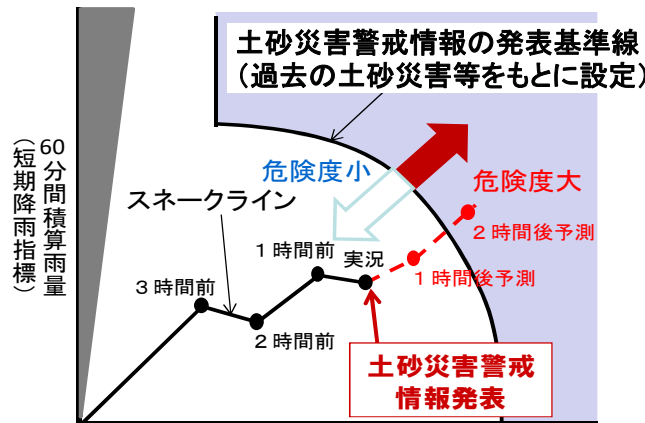 土砂災害警戒情報の発表基準線
（過去の土砂災害等をもとに設定）
危険度小
危険度大
スネークライン
60分間積算雨量
（短期降雨指標）
3時間前
2時間前
1時間前
実況
1時間後予測
2時間後予測
土砂災害警戒
情報発表